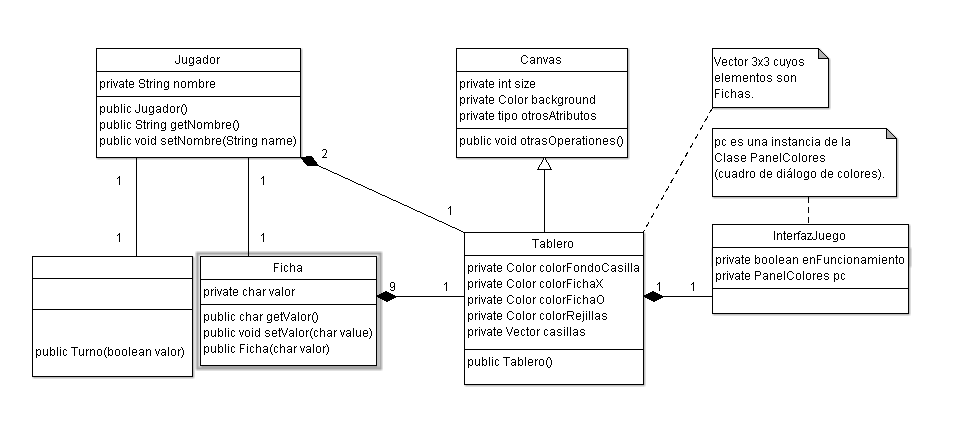 Jugador
private String nombre
public Jugador()
public String getNombre()
public void setNombre(String name)
Canvas
private int size
private Color background
private tipo otrosAtributos
public void otrasOperationes()
Vector 3x3 cuyos
elementos son
Fichas.
pc es una instancia de la
Clase PanelColores
(cuadro de diálogo de colores).
2
1
1
1
1
1
public Turno(boolean valor)
Ficha
private char valor
public char getValor()
public void setValor(char value)
public Ficha(char valor)
9
1
Tablero
private Color colorFondoCasilla
private Color colorFichaX
private Color colorFichaO
private Color colorRejillas
private Vector casillas
public Tablero()
1
1
InterfazJuego
private boolean enFuncionamiento
private PanelColores pc